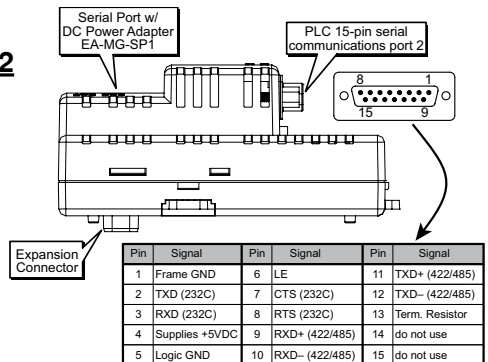 2
Serial Port w/
DC Power Adapter
EA-MG-SP1
PLC 15-pin serial
communications port 2
8 1
15 9
Expansion
Connector
Pin Signal Pin Signal Pin Signal
1 Frame GND 6 LE 11 TXD+ (422/485)
2 TXD (232C) 7 CTS (232C) 12 TXD– (422/485)
3 RXD (232C) 8 RTS (232C) 13 Term. Resistor
4 Supplies +5VDC 9 RXD+ (422/485) 14 do not use
5 Logic GND 10 RXD– (422/485) 15 do not use